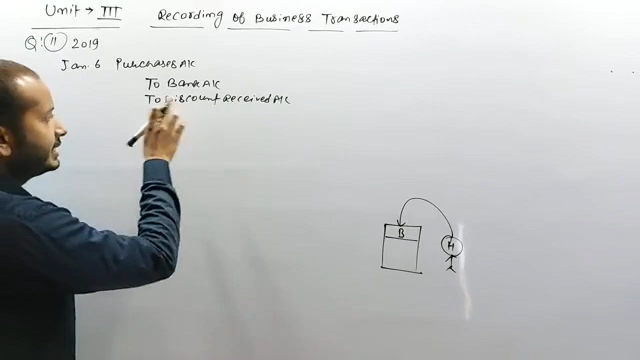 Unit → III Recording of Business Transactions
Q: 11 2019
Jan. 6 Purchases A/c
To Bank A/c
To Discount Received A/c
B
H